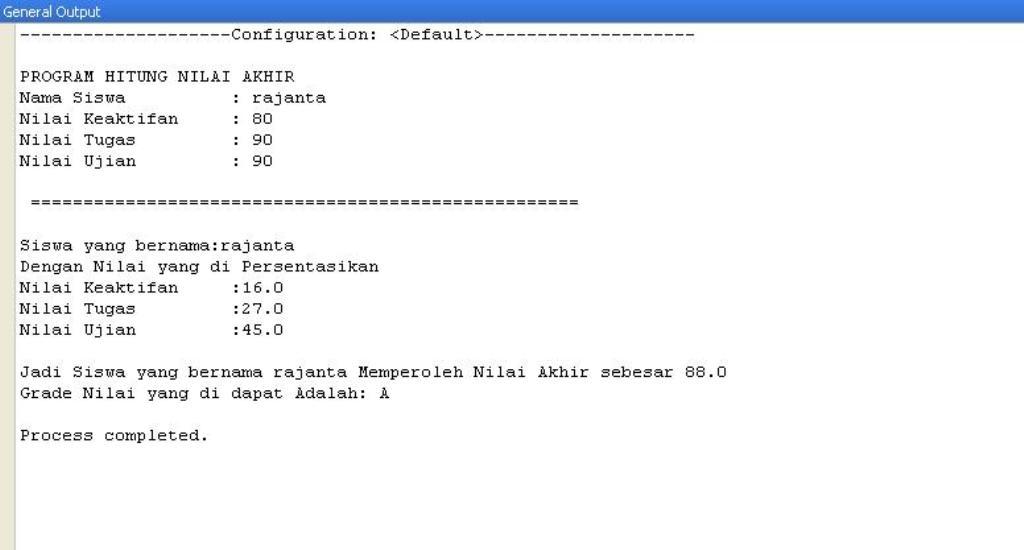 General Output
--------------------Configuration: <Default>--------------------
PROGRAM HITUNG NILAI AKHIR
Nama Siswa          : rajanta
Nilai Keaktifan     : 80
Nilai Tugas         : 90
Nilai Ujian         : 90
====================================================
Siswa yang bernama:rajanta
Dengan Nilai yang di Persentasikan
Nilai Keaktifan     :16.0
Nilai Tugas         :27.0
Nilai Ujian         :45.0
Jadi Siswa yang bernama rajanta Memperoleh Nilai Akhir sebesar 88.0
Grade Nilai yang di dapat Adalah: A
Process completed.